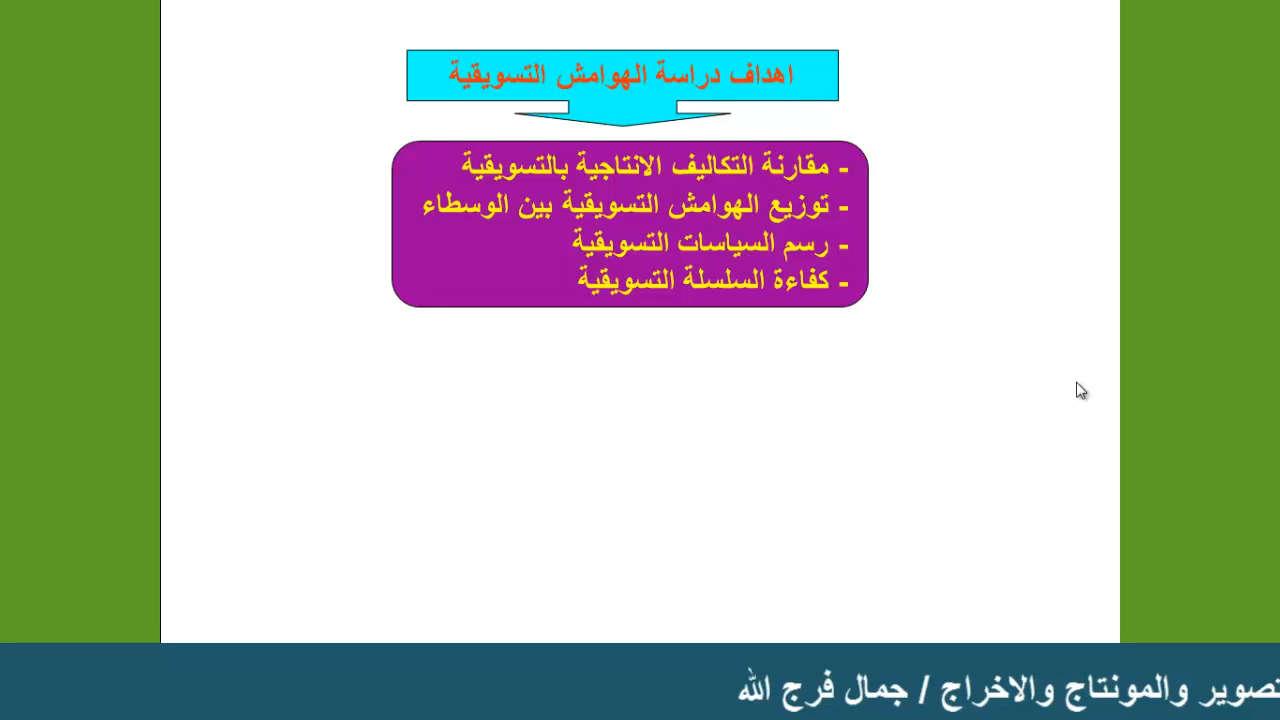 اهداف دراسة الهوامش التسويقية
- مقارنة التكاليف الانتاجية بالتسويقية
- توزيع الهوامش التسويقية بين الوسطاء
- رسم السياسات التسويقية
- كفاءة السلسلة التسويقية
تصوير والمونتاج والاخراج / جمال فرج الله